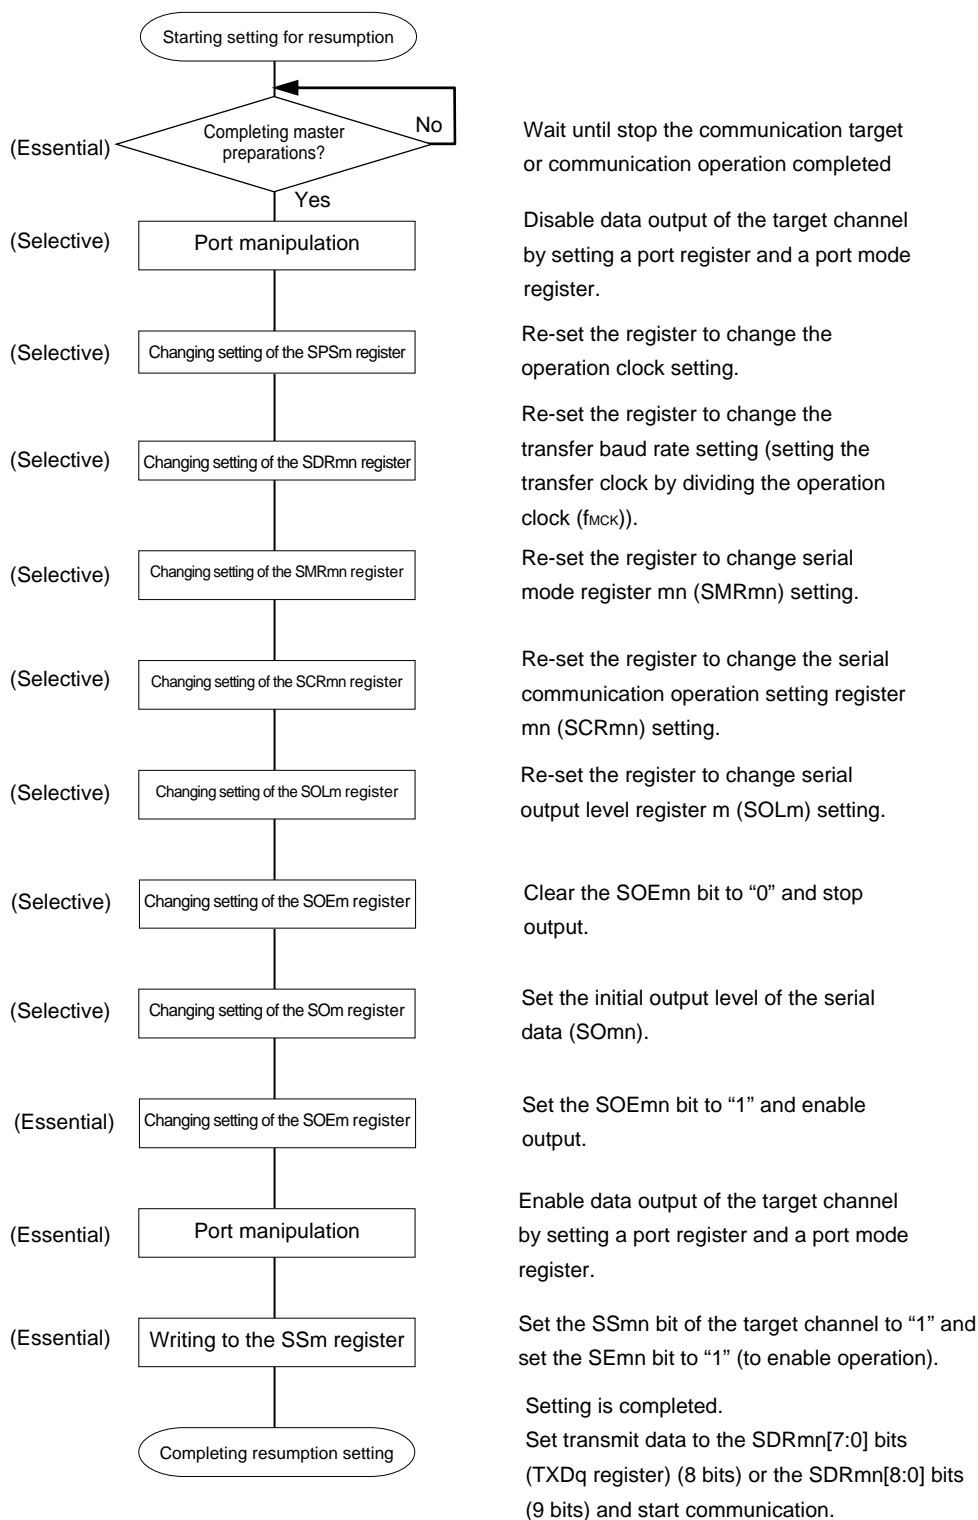 Starting setting for resumption
(Essential)
Completing master
preparations?
No
Yes
Wait until stop the communication target
or communication operation completed
(Selective)
Port manipulation
Disable data output of the target channel
by setting a port register and a port mode
register.
(Selective)
Changing setting of the SPSm register
Re-set the register to change the
operation clock setting.
(Selective)
Changing setting of the SDRmn register
Re-set the register to change the
transfer baud rate setting (setting the
transfer clock by dividing the operation
clock (fMCK)).
(Selective)
Changing setting of the SMRmn register
Re-set the register to change serial
mode register mn (SMRmn) setting.
(Selective)
Changing setting of the SCRmn register
Re-set the register to change the serial
communication operation setting register
mn (SCRmn) setting.
(Selective)
Changing setting of the SOLm register
Re-set the register to change serial
output level register m (SOLm) setting.
(Selective)
Changing setting of the SOEm register
Clear the SOEmn bit to “0” and stop
output.
(Selective)
Changing setting of the SOm register
Set the initial output level of the serial
data (SOmn).
(Essential)
Changing setting of the SOEm register
Set the SOEmn bit to “1” and enable
output.
(Essential)
Port manipulation
Enable data output of the target channel
by setting a port register and a port mode
register.
(Essential)
Writing to the SSm register
Set the SSmn bit of the target channel to “1” and
set the SEmn bit to “1” (to enable operation).
Completing resumption setting
Setting is completed.
Set transmit data to the SDRmn[7:0] bits
(TXDq register) (8 bits) or the SDRmn[8:0] bits
(9 bits) and start communication.